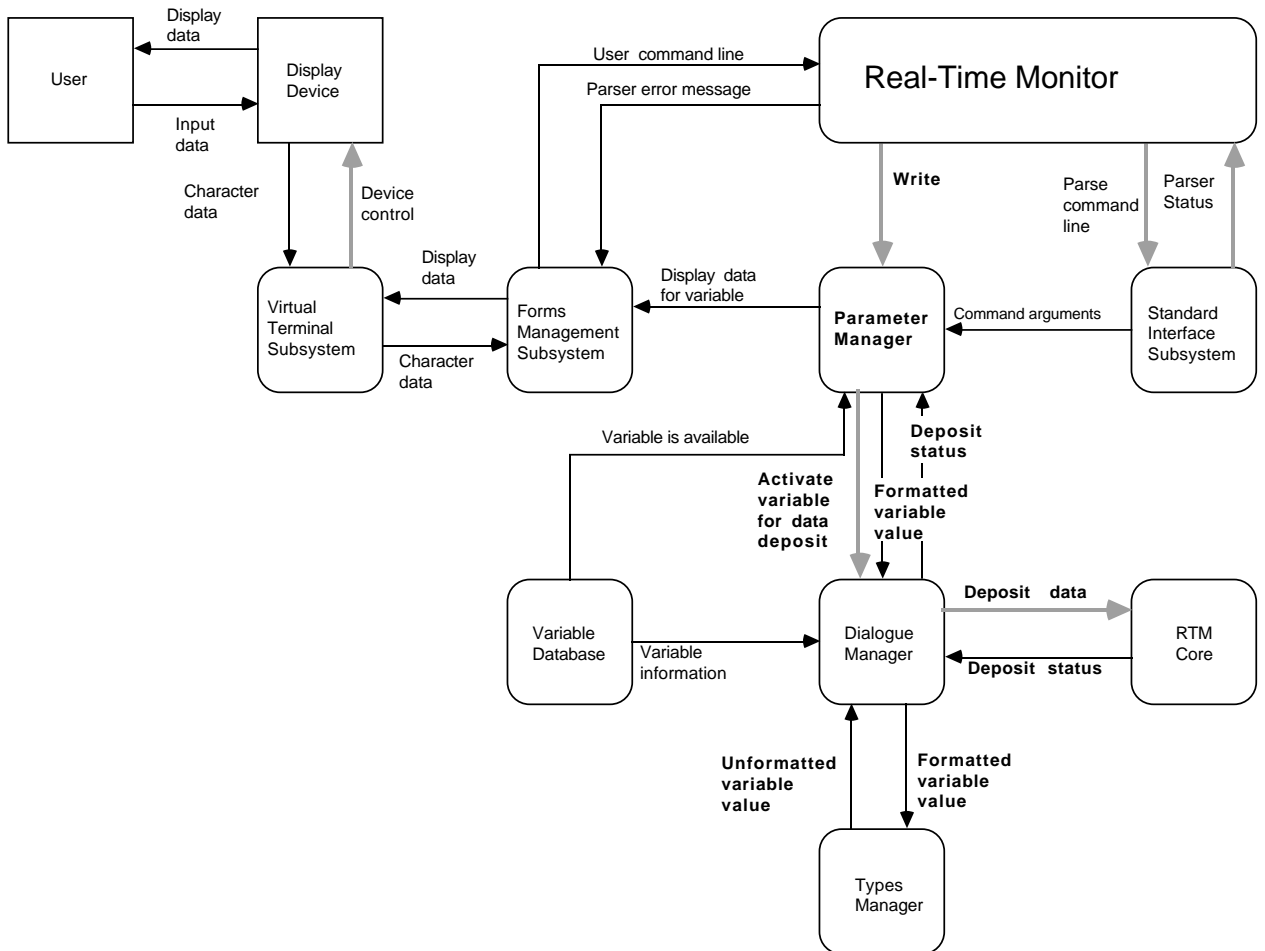 Display
data
User
Display
Device
Input
data
User command line
Parser error message
Real-Time Monitor
Character
data
Device
control
Write
Parse
command
line
Parser
Status
Display
data
Display data
for variable
Virtual
Terminal
Subsystem
Forms
Management
Subsystem
Parameter
Manager
Command arguments
Standard
Interface
Subsystem
Character
data
Variable is available
Deposit
status
Activate
variable
for data
deposit
Formatted
variable
value
Variable
Database
Variable
information
Dialogue
Manager
Deposit data
Deposit status
RTM
Core
Unformatted
variable
value
Formatted
variable
value
Types
Manager